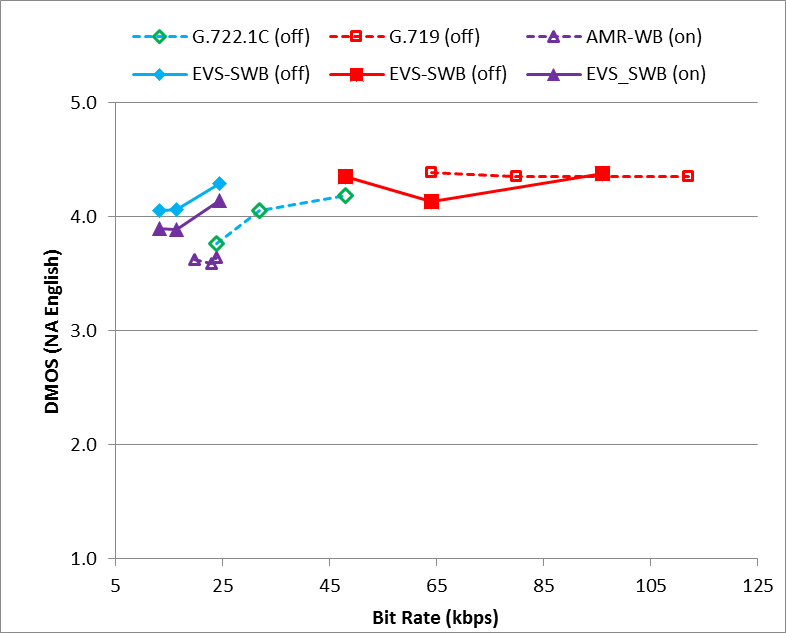 G.722.1C (off) G.719 (off) AMR-WB (on)
EVS-SWB (off) EVS-SWB (off) EVS_SWB (on)
5.0
4.0
3.0
2.0
1.0
DMOS (NA English)
5 25 45 65 85 105 125
Bit Rate (kbps)